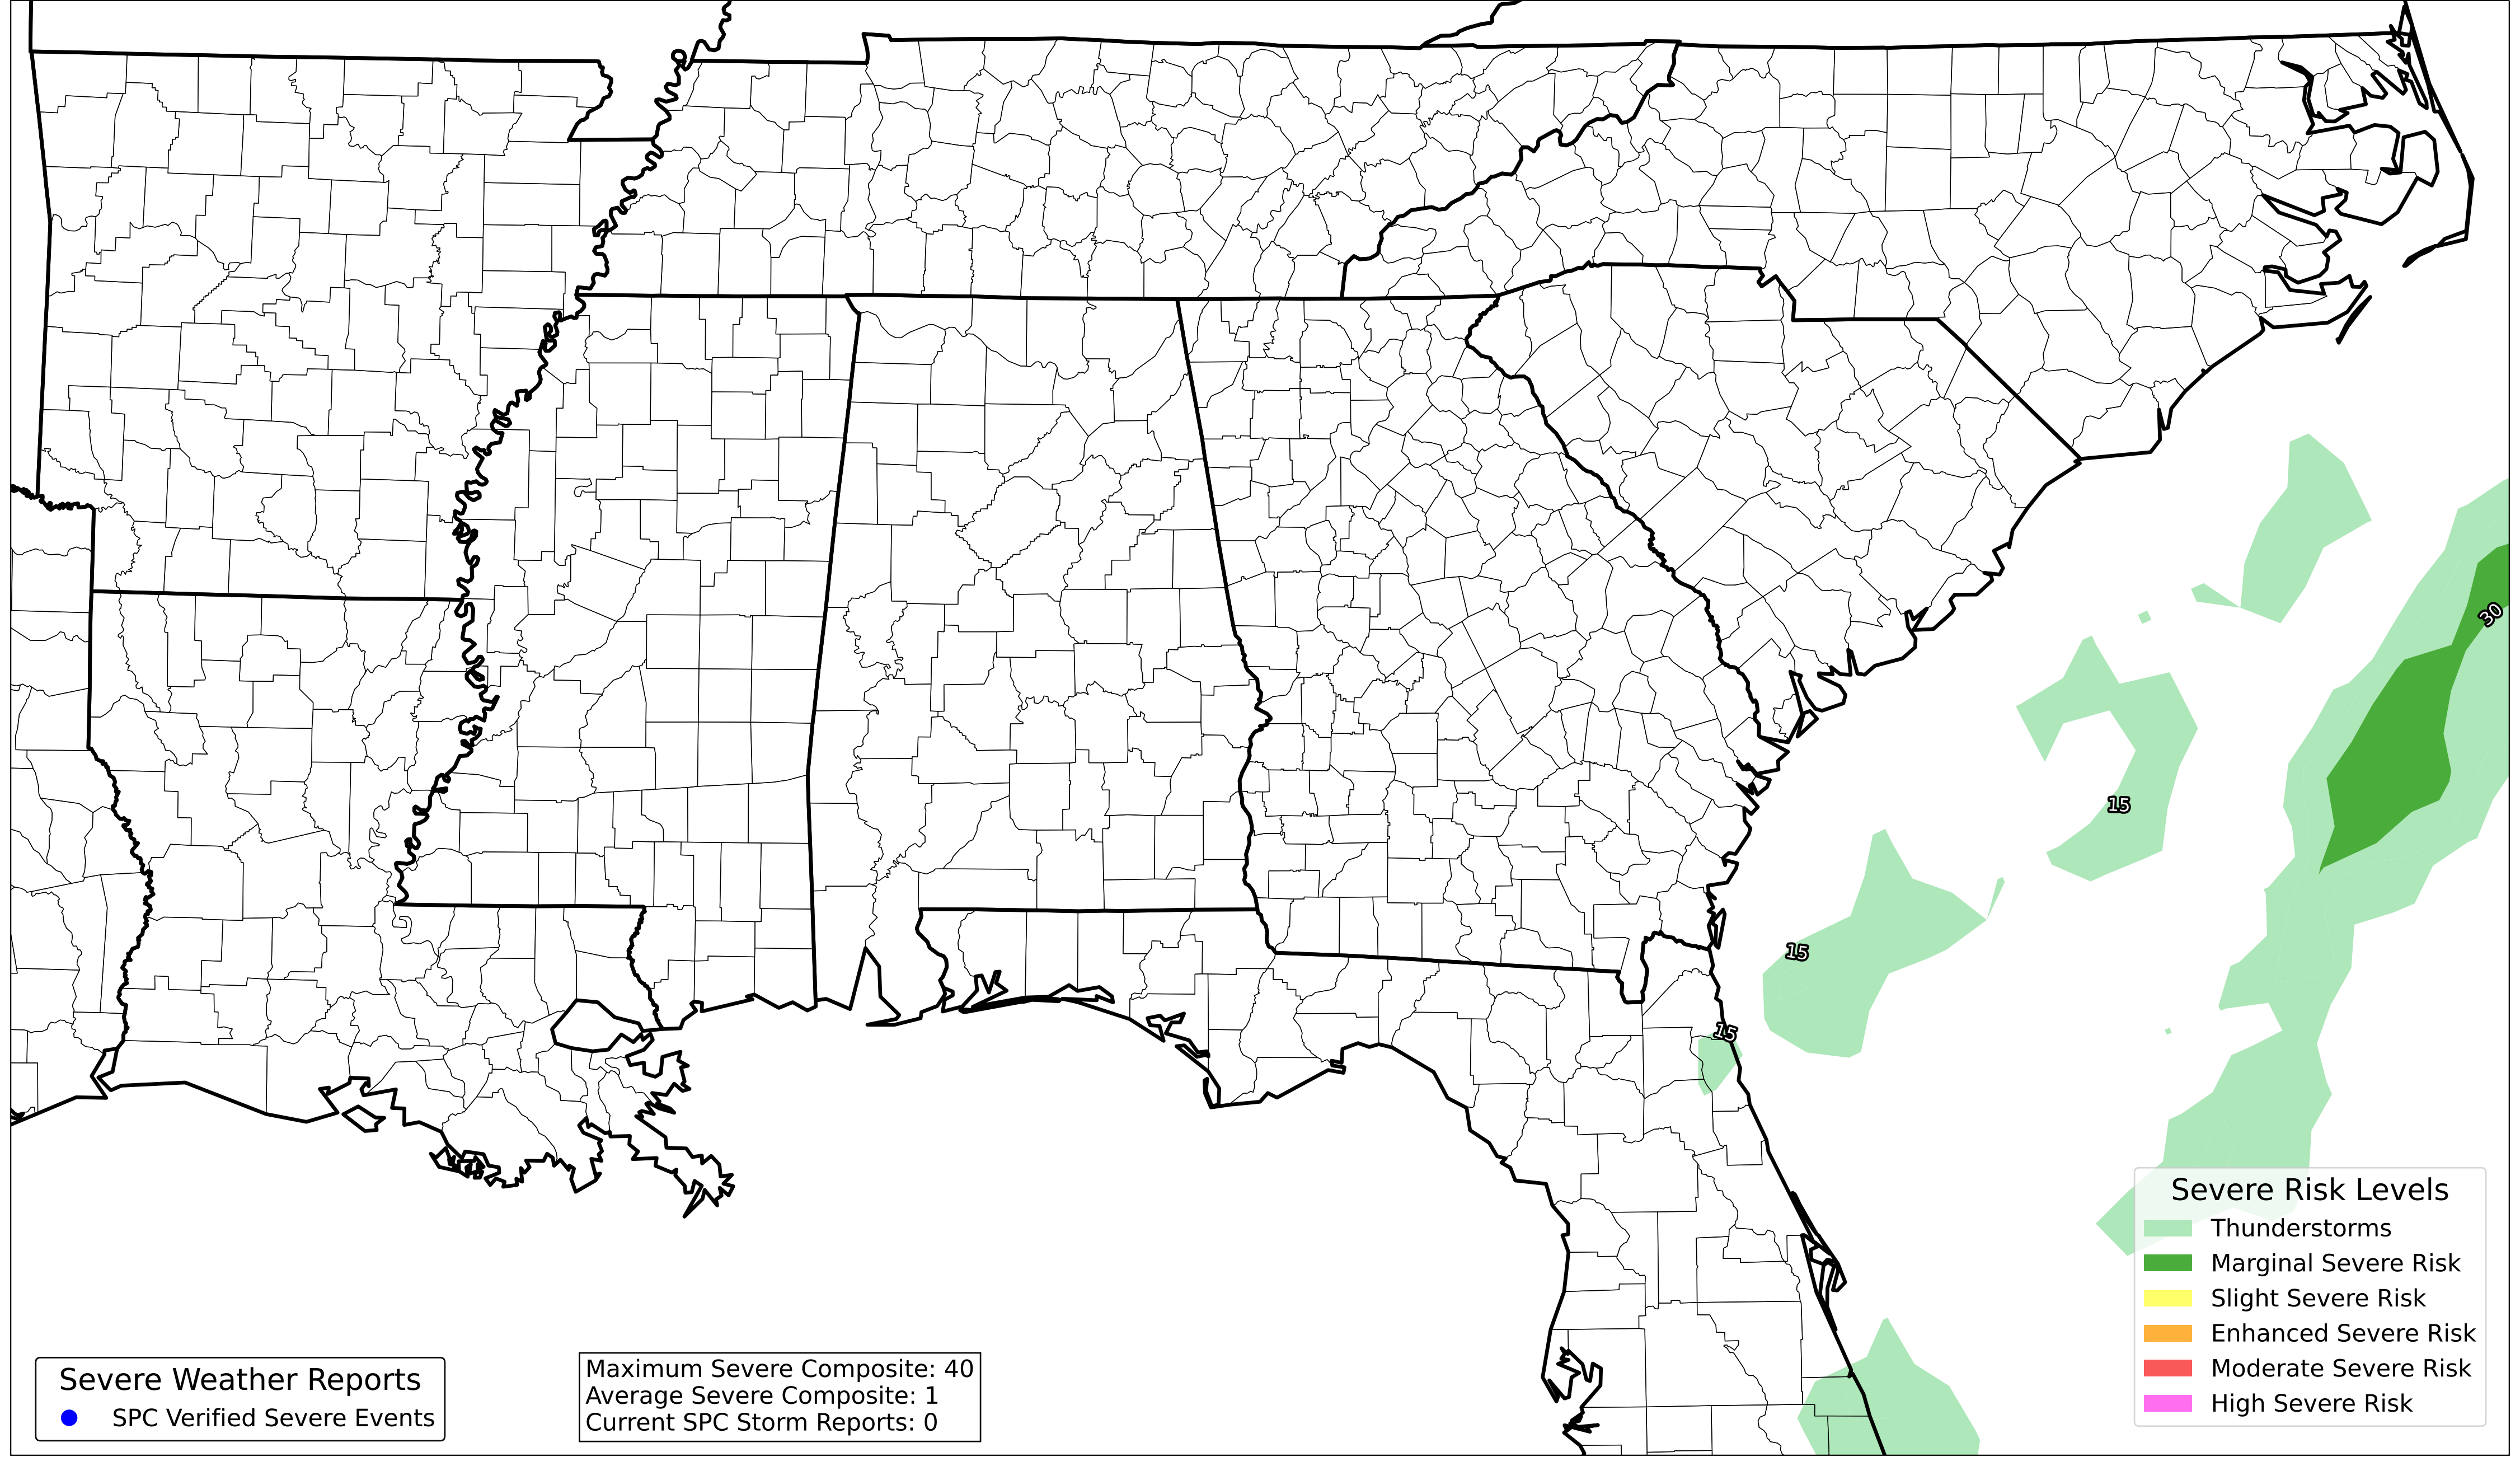 30
15
15
15
Severe Risk Levels
Thunderstorms
Marginal Severe Risk
Slight Severe Risk
Enhanced Severe Risk
Moderate Severe Risk
High Severe Risk
Severe Weather Reports
SPC Verified Severe Events
Maximum Severe Composite: 40
Average Severe Composite: 1
Current SPC Storm Reports: 0